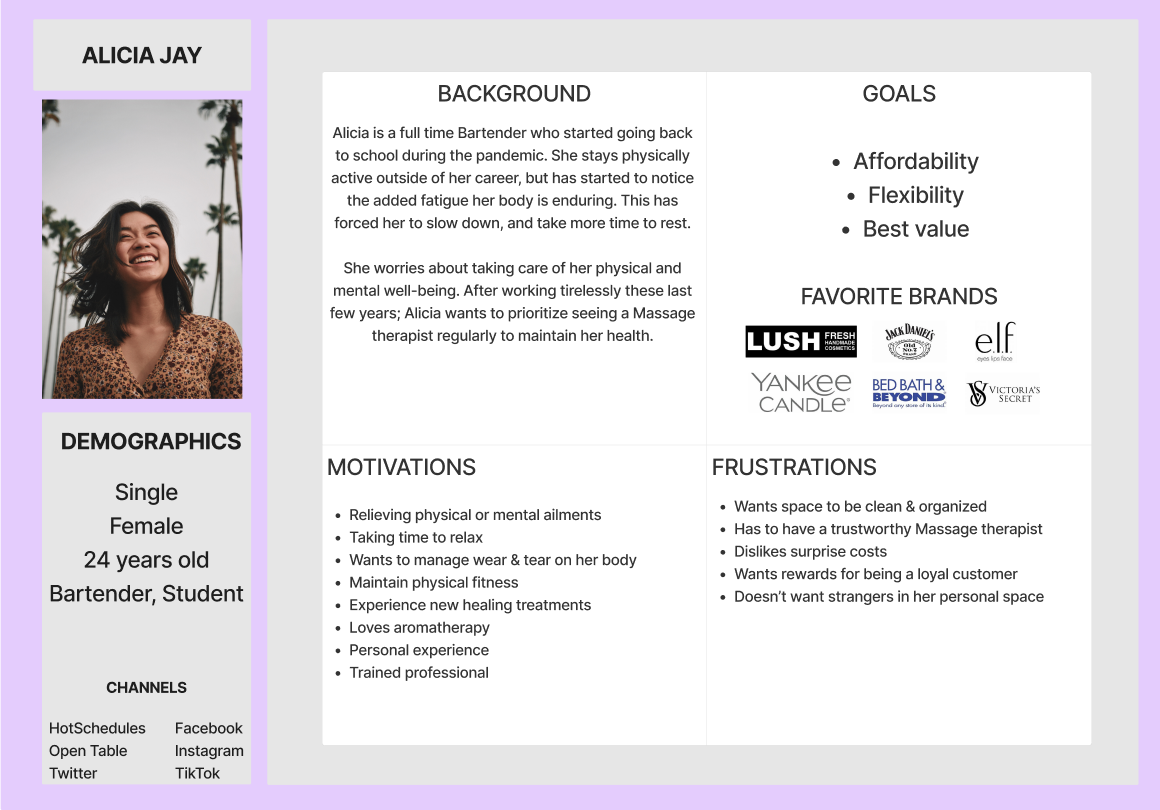 ALICIA JAY
DEMOGRAPHICS
Single
Female
24 years old
Bartender, Student
CHANNELS
HotSchedules
Open Table
Twitter
Facebook
Instagram
TikTok
BACKGROUND
Alicia is a full time Bartender who started going back
to school during the pandemic. She stays physically
active outside of her career, but has started to notice
the added fatigue her body is enduring. This has
forced her to slow down, and take more time to rest.
She worries about taking care of her physical and
mental well-being. After working tirelessly these last
few years; Alicia wants to prioritize seeing a Massage
therapist regularly to maintain her health.
GOALS
• Affordability
• Flexibility
• Best value
FAVORITE BRANDS
LUSH FRESH
HANDMADE
COSMETICS
JACK DANIEL'S
Old
No.7
BRAND
e.l.f.
eyes lips face
YANKEE
CANDLE®
BED BATH &
BEYOND
Beyond any store of its kind.
VS VICTORIA'S
SECRET
MOTIVATIONS
• Relieving physical or mental ailments
• Taking time to relax
• Wants to manage wear & tear on her body
• Maintain physical fitness
• Experience new healing treatments
• Loves aromatherapy
• Personal experience
• Trained professional
FRUSTRATIONS
• Wants space to be clean & organized
• Has to have a trustworthy Massage therapist
• Dislikes surprise costs
• Wants rewards for being a loyal customer
• Doesn’t want strangers in her personal space